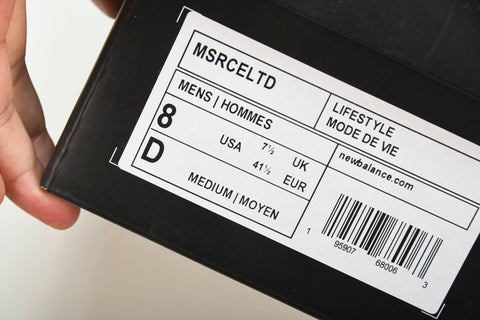 MSRCELTD
MENS | HOMMES
LIFESTYLE
MODE DE VIE
8 USA 7½ UK
D 41½ EUR
MEDIUM | MOYEN
newbalance.com
1 95907 68006 3